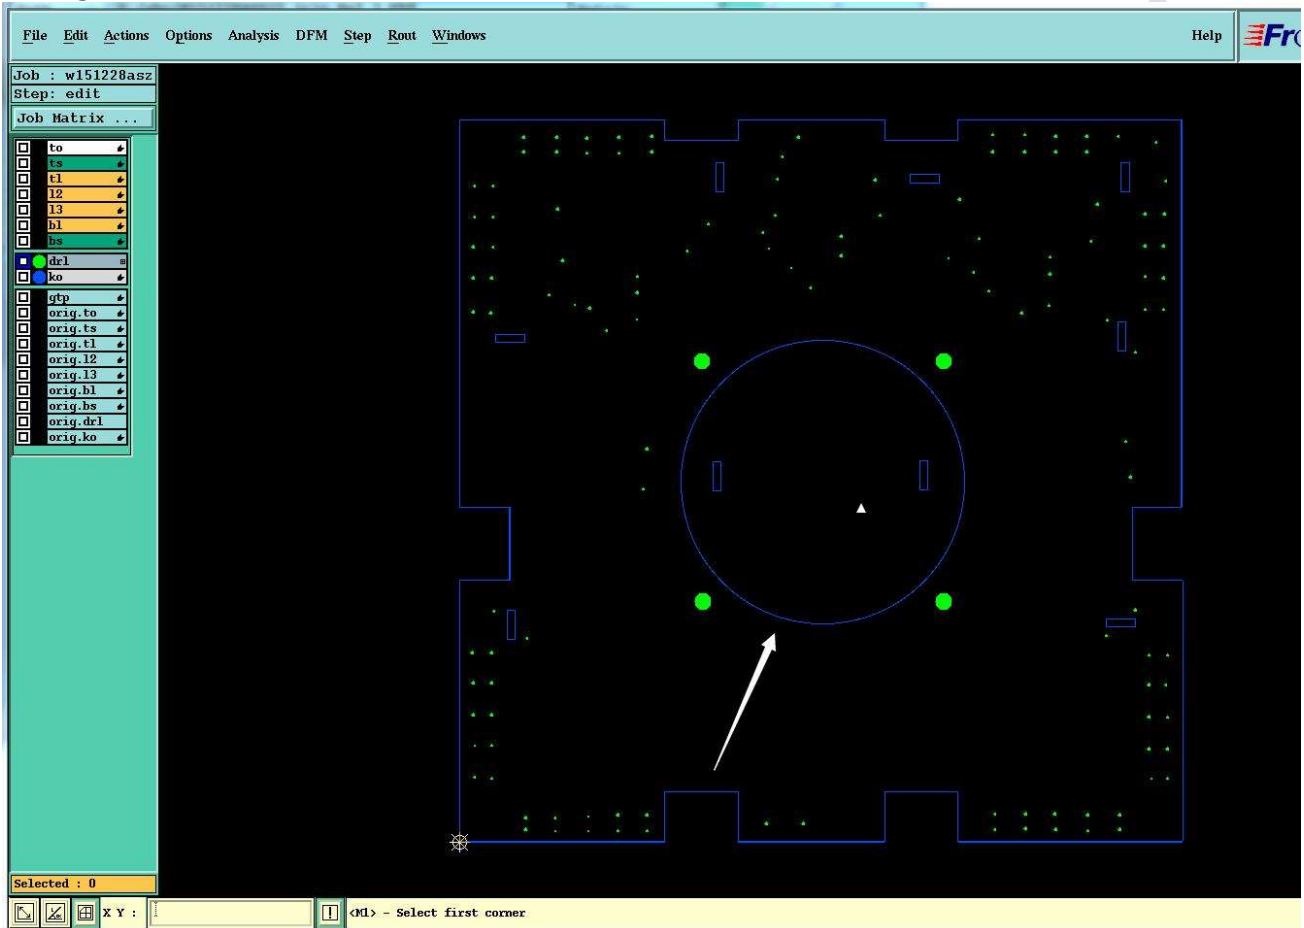 File Edit Actions Options Analysis DFM Step Rout Windows Help Fr
Job : w151228asz
Step: edit
Job Matrix ...
to
ts
tl
l2
l3
bl
bs
drl
ko
gtp
orig.to
orig.ts
orig.tl
orig.l2
orig.l3
orig.bl
orig.bs
orig.drl
orig.ko
Selected : 0
X Y : <M1> - Select first corner